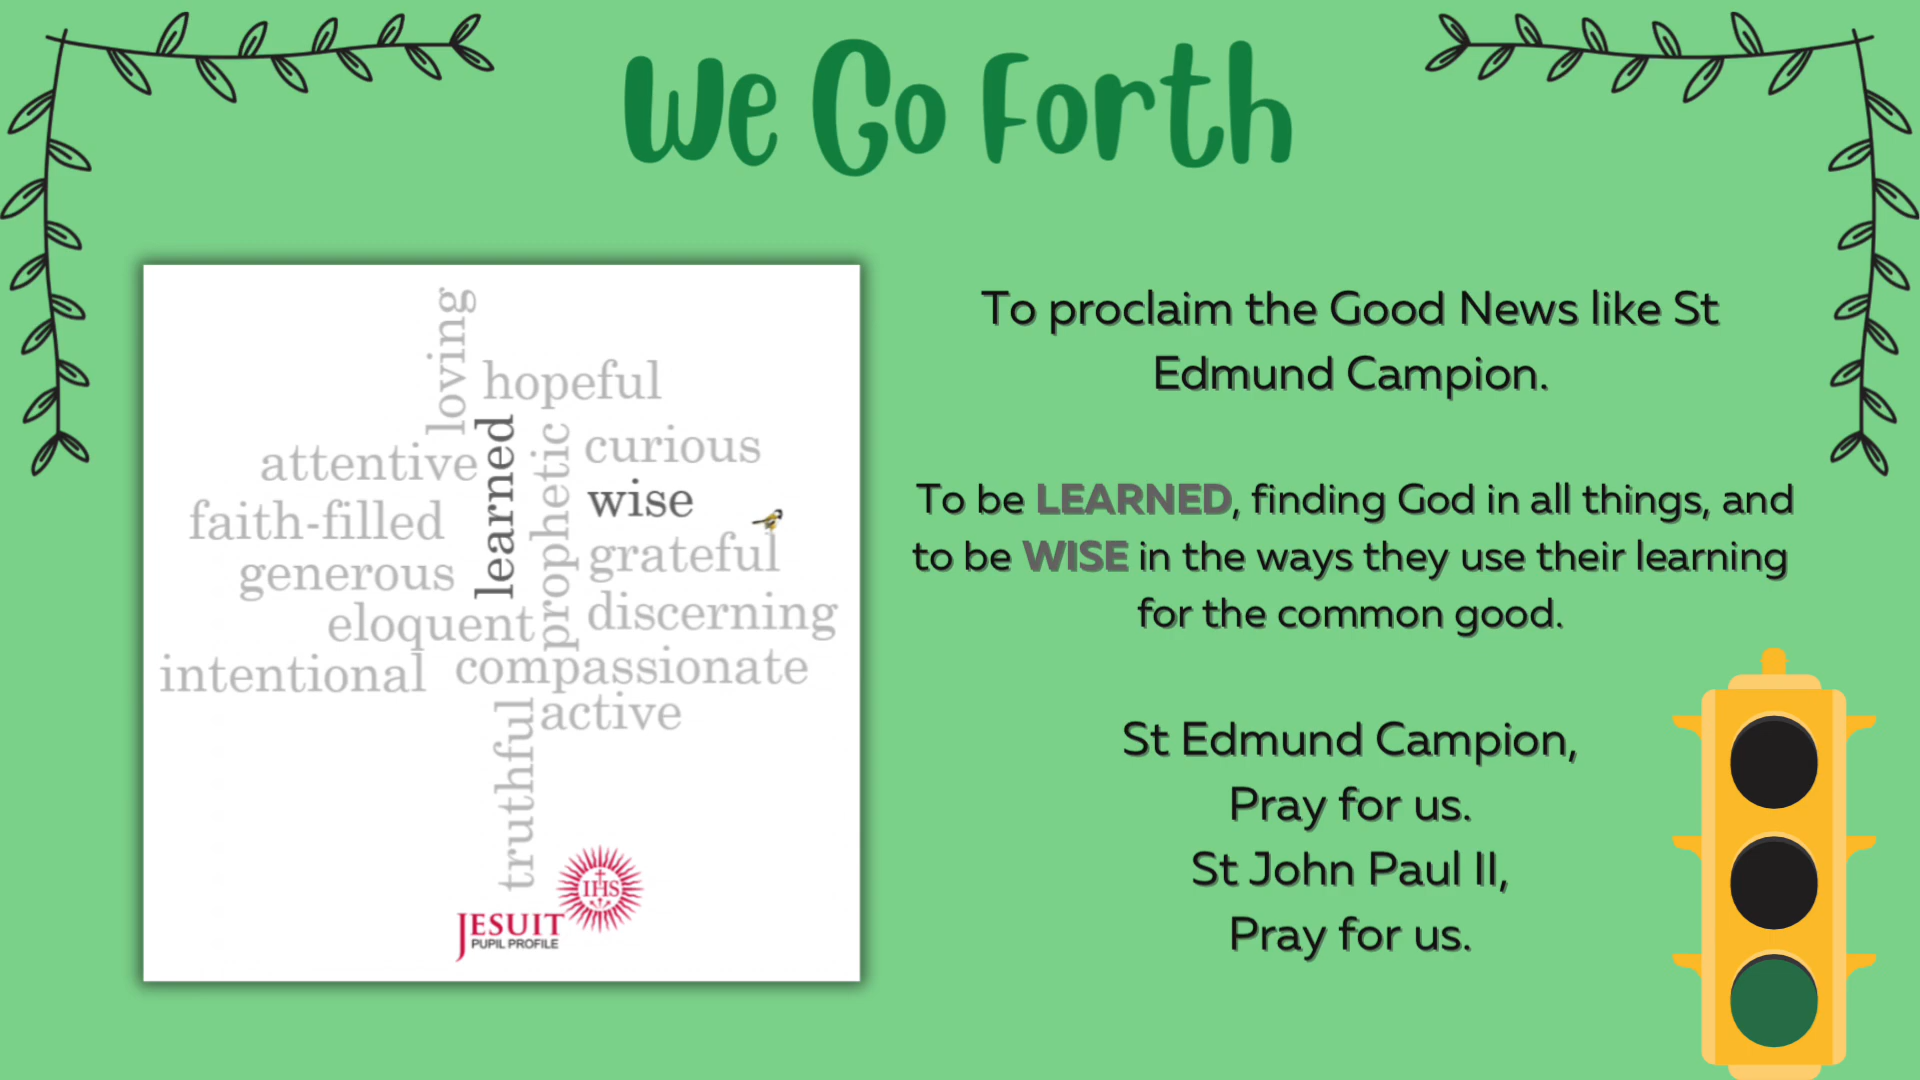 We Go Forth
loving
hopeful
learned
prophetic
attentive
curious
wise
faith-filled
grateful
generous
discerning
eloquent
intentional
compassionate
active
truthful
IHS
JESUIT
PUPIL PROFILE
To proclaim the Good News like St
Edmund Campion.
To be LEARNED, finding God in all things, and
to be WISE in the ways they use their learning
for the common good.
St Edmund Campion,
Pray for us.
St John Paul II,
Pray for us.